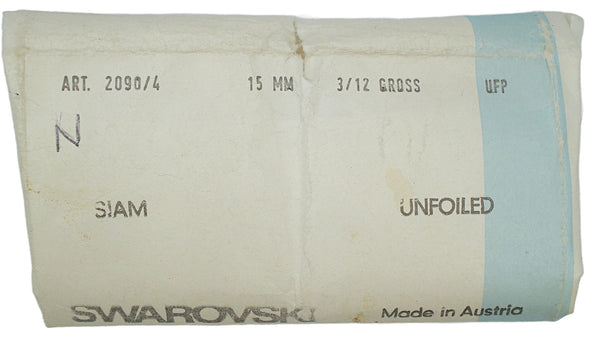 ART. 2090/4 15 MM 3/12 GROSS UFP
N
SIAM UNFOILED
SWAROVSKI Made in Austria